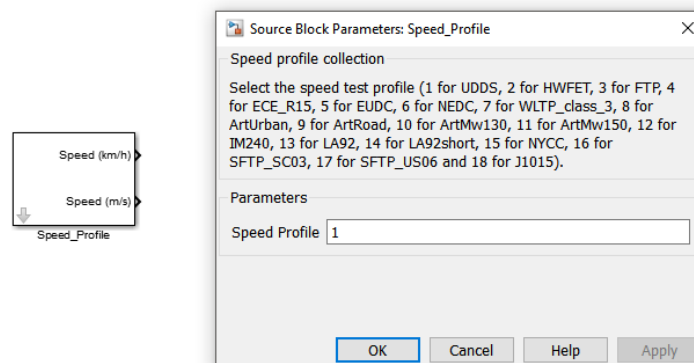 Source Block Parameters: Speed_Profile
Speed profile collection
Select the speed test profile (1 for UDDS, 2 for HWFET, 3 for FTP, 4
for ECE_R15, 5 for EUDC, 6 for NEDC, 7 for WLTP_class_3, 8 for
ArtUrban, 9 for ArtRoad, 10 for ArtMw130, 11 for ArtMw150, 12 for
IM240, 13 for LA92, 14 for LA92short, 15 for NYCC, 16 for
SFTP_SC03, 17 for SFTP_US06 and 18 for J1015).
Speed (km/h)
Speed (m/s)
Speed_Profile
Parameters
Speed Profile 1
OK Cancel Help Apply